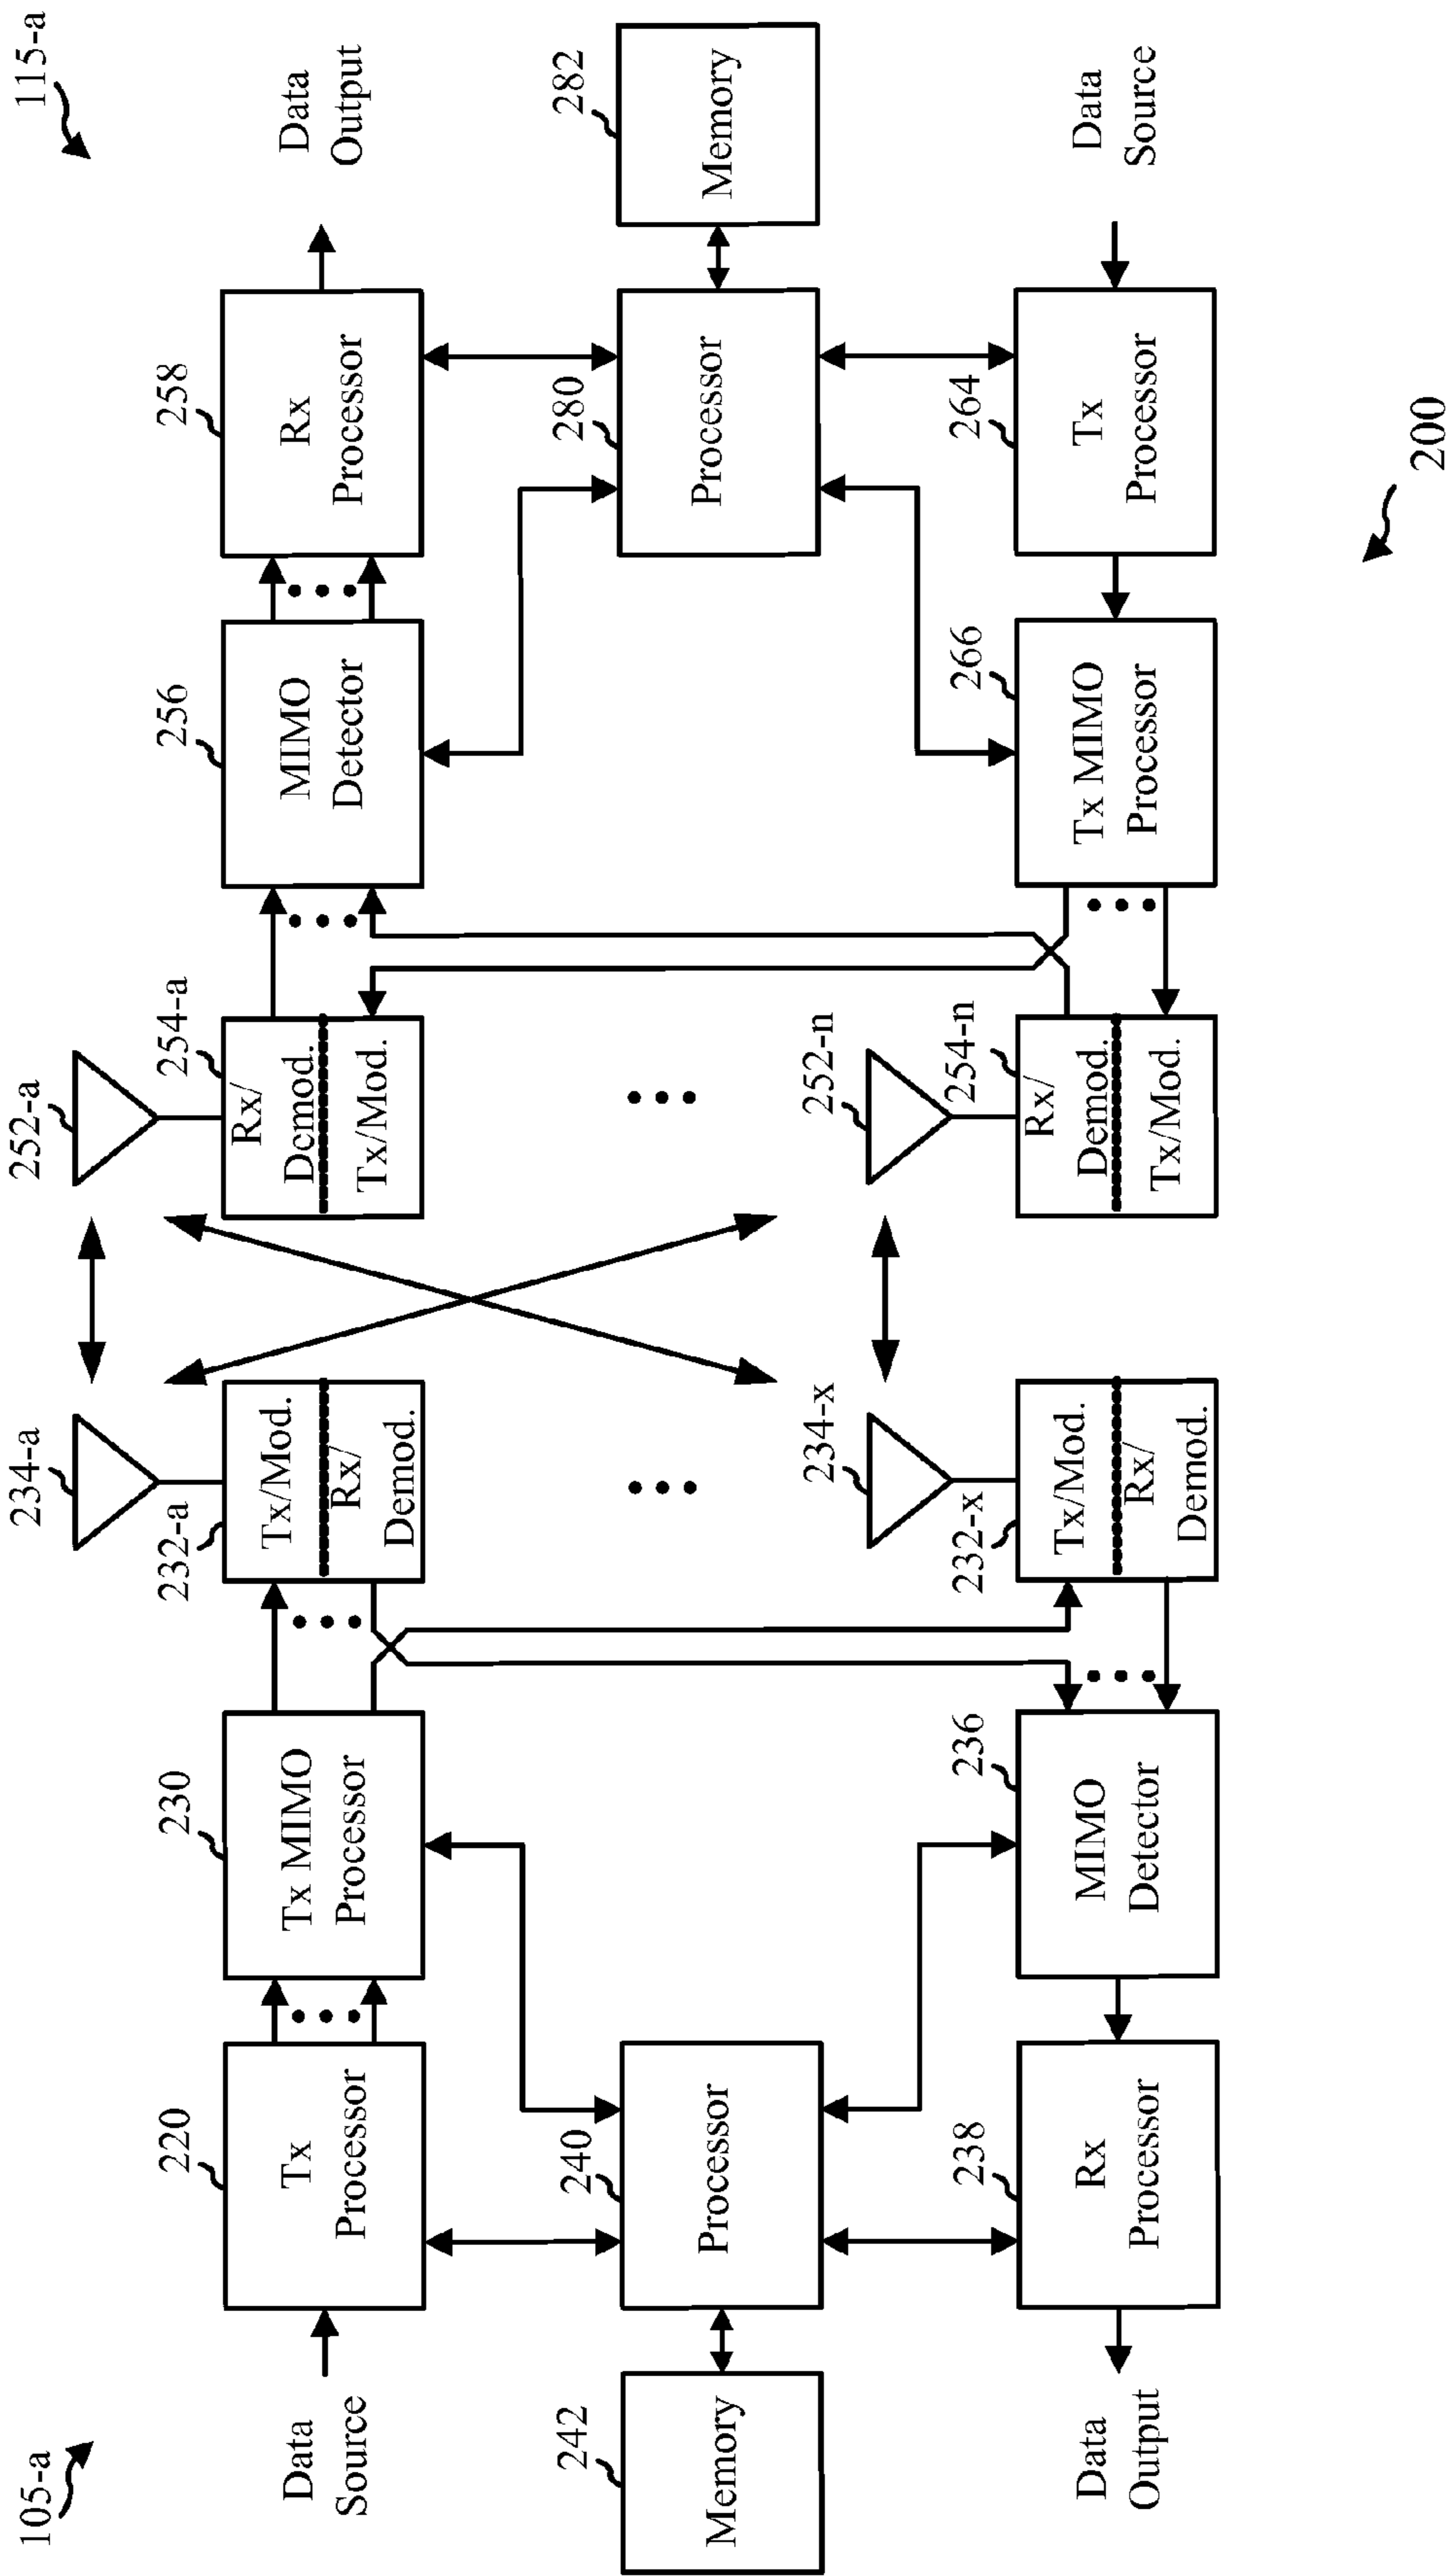 105-a
Data
Source
220
Tx
Processor
230
Tx MIMO
Processor
232-a
Tx/Mod.
Rx/
Demod.
234-a
242
Memory
240
Processor
Data
Output
238
Rx
Processor
236
MIMO
Detector
232-x
Tx/Mod.
Rx/
Demod.
234-x
115-a
252-a
254-a
Rx/
Demod.
Tx/Mod.
256
MIMO
Detector
258
Rx
Processor
Data
Output
280
Processor
282
Memory
252-n
254-n
Rx/
Demod.
Tx/Mod.
266
Tx MIMO
Processor
264
Tx
Processor
Data
Source
200